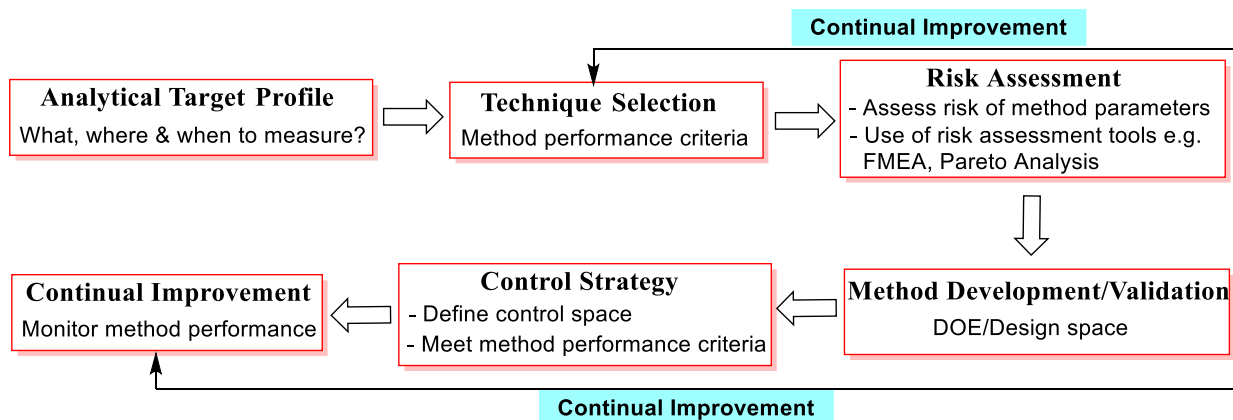 Continual Improvement
Analytical Target Profile
What, where & when to measure?
Technique Selection
Method performance criteria
Risk Assessment
- Assess risk of method parameters
- Use of risk assessment tools e.g.
FMEA, Pareto Analysis
Continual Improvement
Monitor method performance
Control Strategy
- Define control space
- Meet method performance criteria
Method Development/Validation
DOE/Design space
Continual Improvement